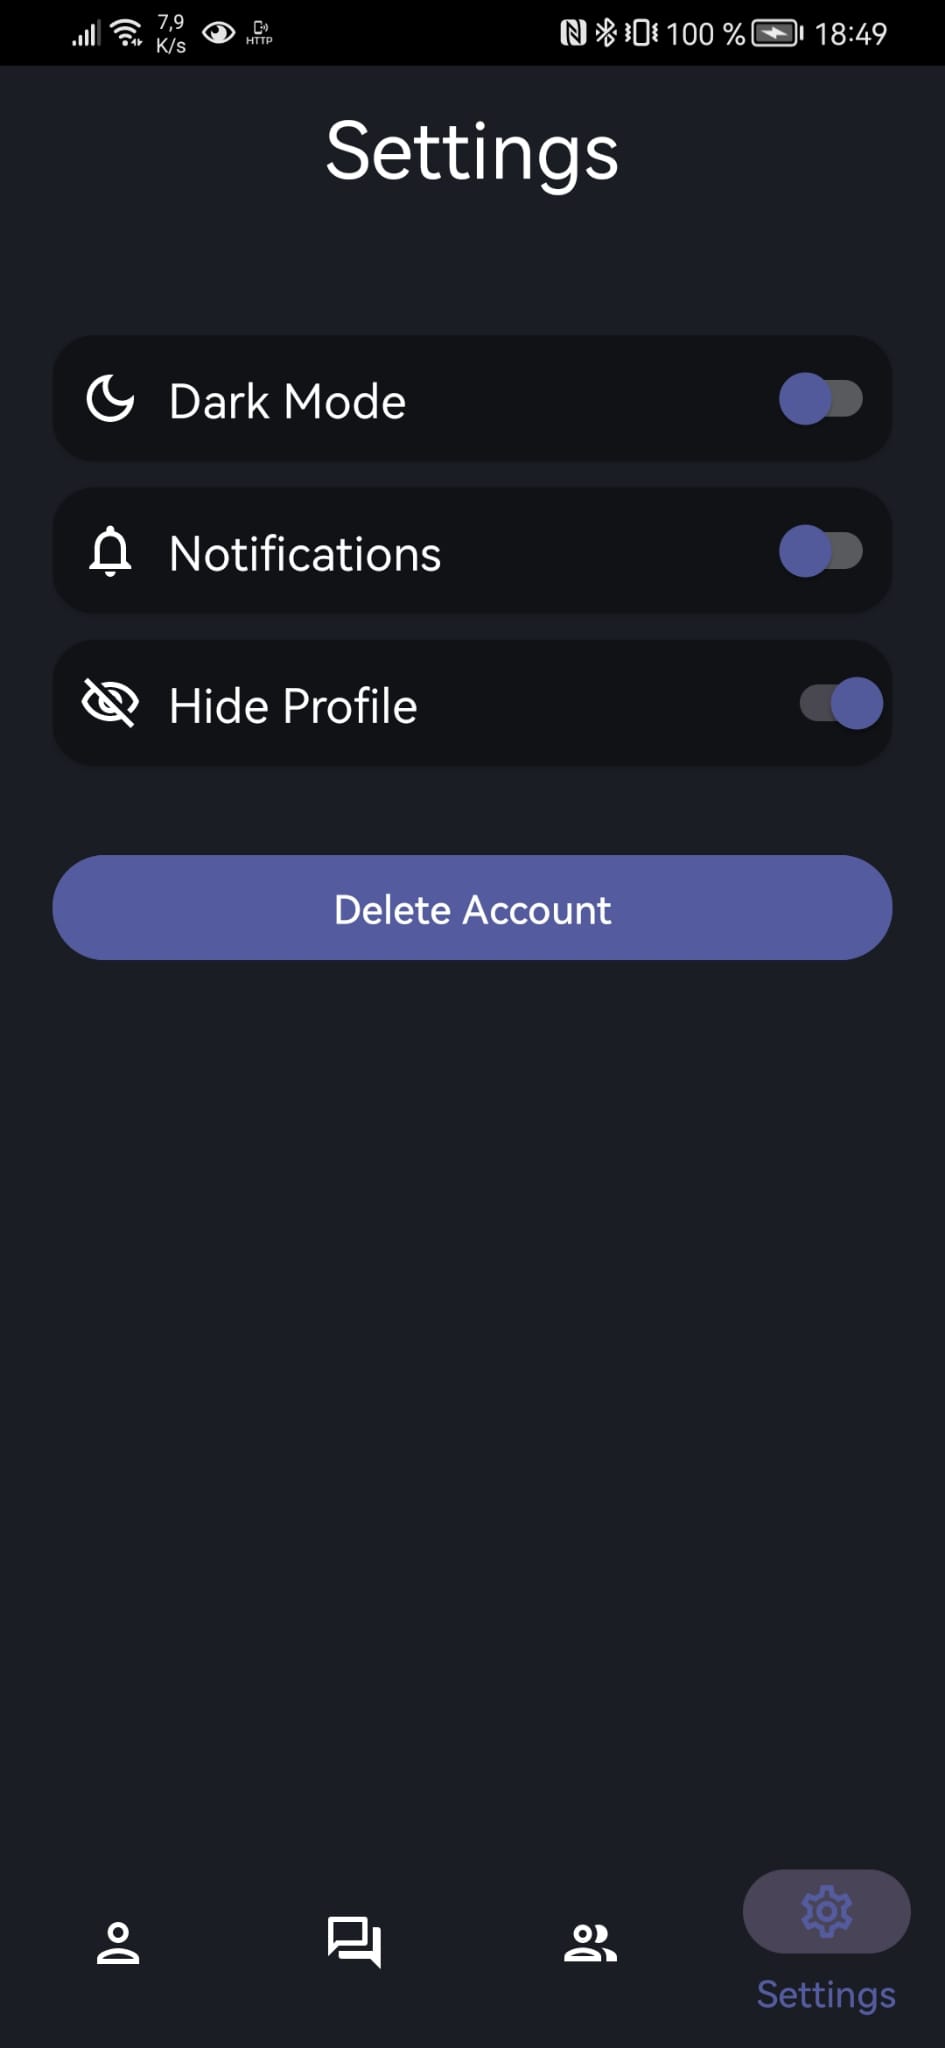 7,9
K/s
HTTP
100 %
18:49
Settings
Dark Mode
Notifications
Hide Profile
Delete Account
Settings